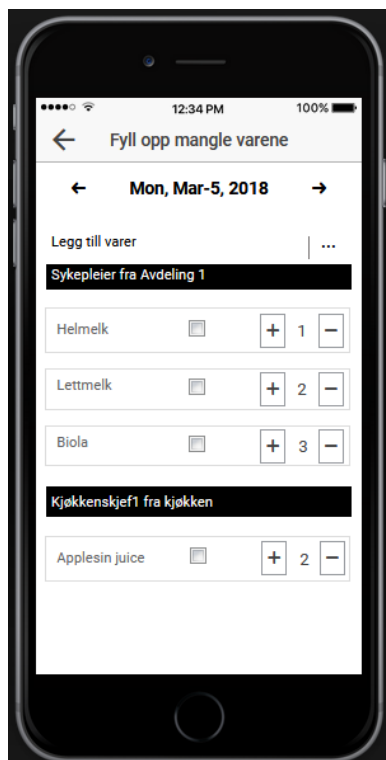 12:34 PM 100%
Fyll opp mangle varene
Mon, Mar-5, 2018
Legg till varer ...
Sykepleier fra Avdeling 1
Helmelk + 1 −
Lettmelk + 2 −
Biola + 3 −
Kjøkkenskjef1 fra kjøkken
Applesin juice + 2 −